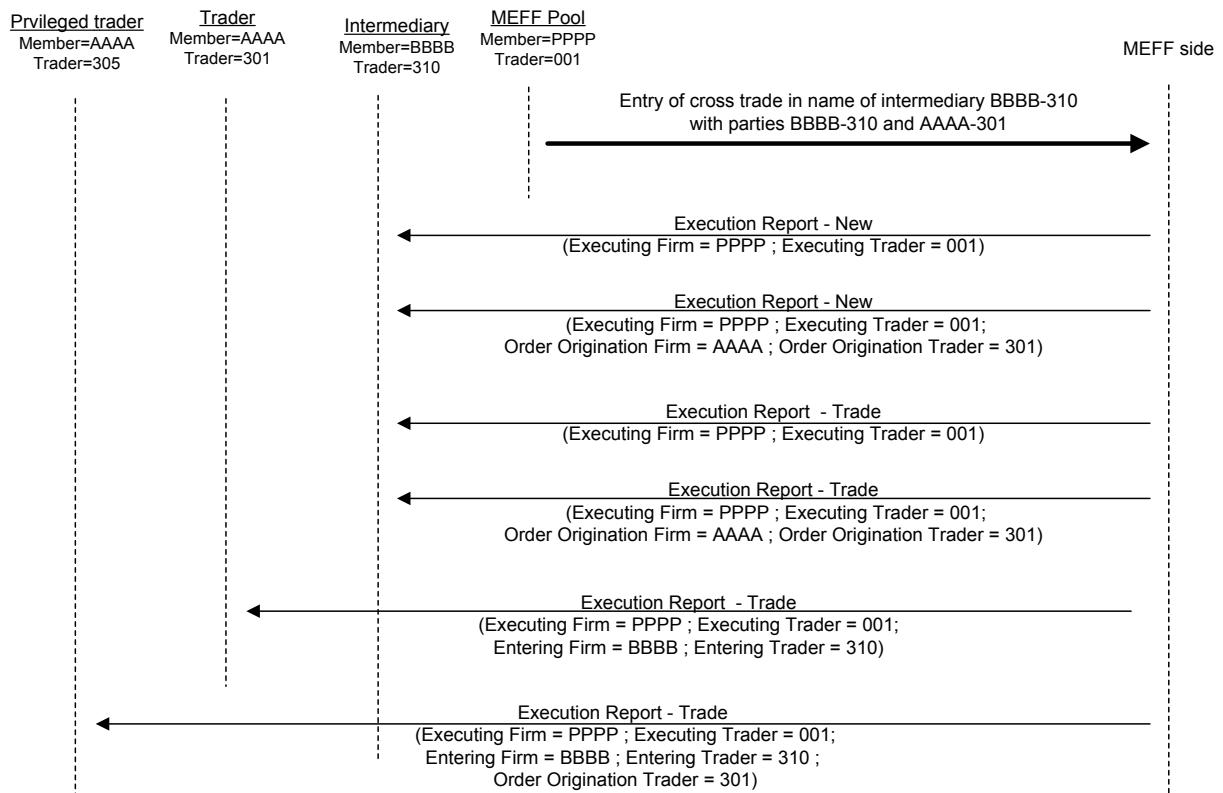 Prvileged trader
Member=AAAA
Trader=305
Trader
Member=AAAA
Trader=301
Intermediary
Member=BBBB
Trader=310
MEFF Pool
Member=PPPP
Trader=001
MEFF side
Entry of cross trade in name of intermediary BBBB-310
with parties BBBB-310 and AAAA-301
Execution Report - New
(Executing Firm = PPPP ; Executing Trader = 001)
Execution Report - New
(Executing Firm = PPPP ; Executing Trader = 001;
Order Origination Firm = AAAA ; Order Origination Trader = 301)
Execution Report - Trade
(Executing Firm = PPPP ; Executing Trader = 001)
Execution Report - Trade
(Executing Firm = PPPP ; Executing Trader = 001;
Order Origination Firm = AAAA ; Order Origination Trader = 301)
Execution Report - Trade
(Executing Firm = PPPP ; Executing Trader = 001;
Entering Firm = BBBB ; Entering Trader = 310)
Execution Report - Trade
(Executing Firm = PPPP ; Executing Trader = 001;
Entering Firm = BBBB ; Entering Trader = 310 ;
Order Origination Trader = 301)